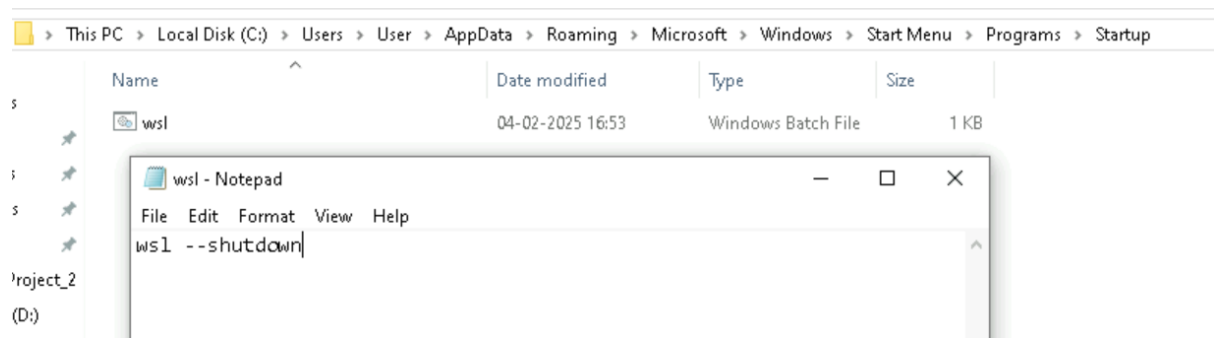 > This PC > Local Disk (C:) > Users > User > AppData > Roaming > Microsoft > Windows > Start Menu > Programs > Startup
Name Date modified Type Size
s
wsl 04-02-2025 16:53 Windows Batch File 1 KB
s
wsl - Notepad
s
File Edit Format View Help
wsl --shutdown
Project_2
(D:)